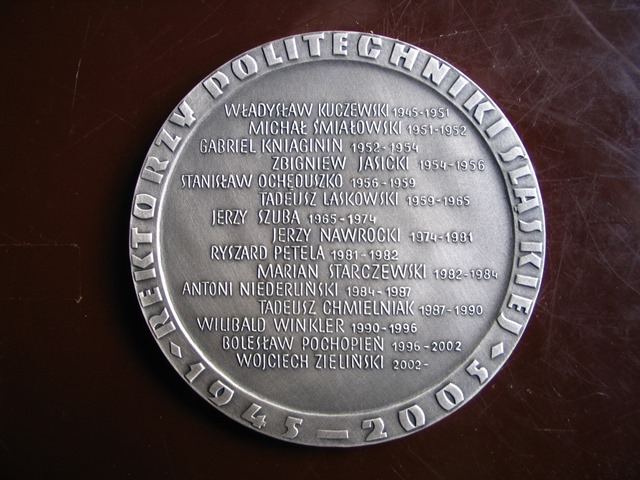 REKTORZY POLITECHNIKI ŚLĄSKIEJ
WŁADYSŁAW KUCZEWSKI 1945-1951
MICHAŁ ŚMIAŁOWSKI 1951-1952
GABRIEL KNIAGININ 1952-1954
ZBIGNIEW JASICKI 1954-1956
STANISŁAW OCHĘDUSZKO 1956-1959
TADEUSZ LASKOWSKI 1959-1965
JERZY SZUBA 1965-1974
JERZY NAWROCKI 1974-1981
RYSZARD PETELA 1981-1982
MARIAN STARCZEWSKI 1982-1984
ANTONI NIEDERLIŃSKI 1984-1987
TADEUSZ CHMIELNIAK 1987-1990
WILIBALD WINKLER 1990-1996
BOLESŁAW POCHOPIEŃ 1996-2002
WOJCIECH ZIELIŃSKI 2002-
1945-2005